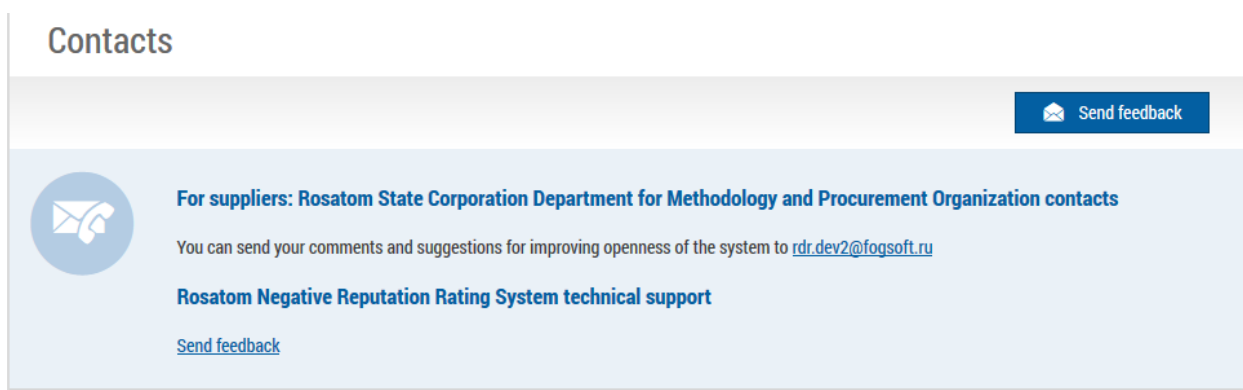 Contacts
Send feedback
For suppliers: Rosatom State Corporation Department for Methodology and Procurement Organization contacts
You can send your comments and suggestions for improving openness of the system to rdr.dev2@fogsoft.ru
Rosatom Negative Reputation Rating System technical support
Send feedback